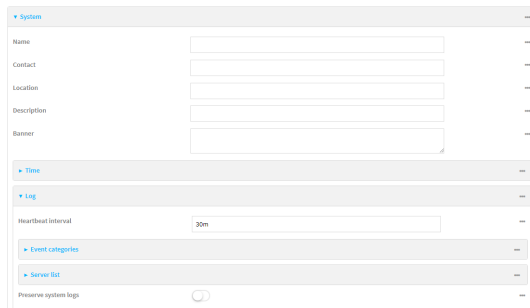 System
Name
Contact
Location
Description
Banner
Time
Log
Heartbeat interval
30m
Event categories
Server list
Preserve system logs